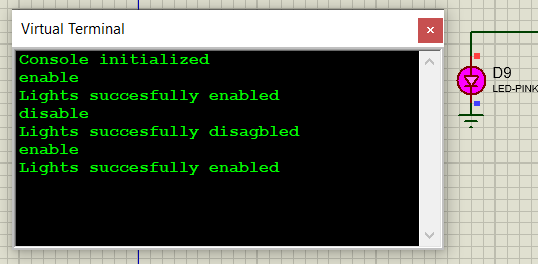 Virtual Terminal
Console initialized
enable
Lights succesfully enabled
disable
Lights succesfully disagbled
enable
Lights succesfully enabled
D9
LED-PINK